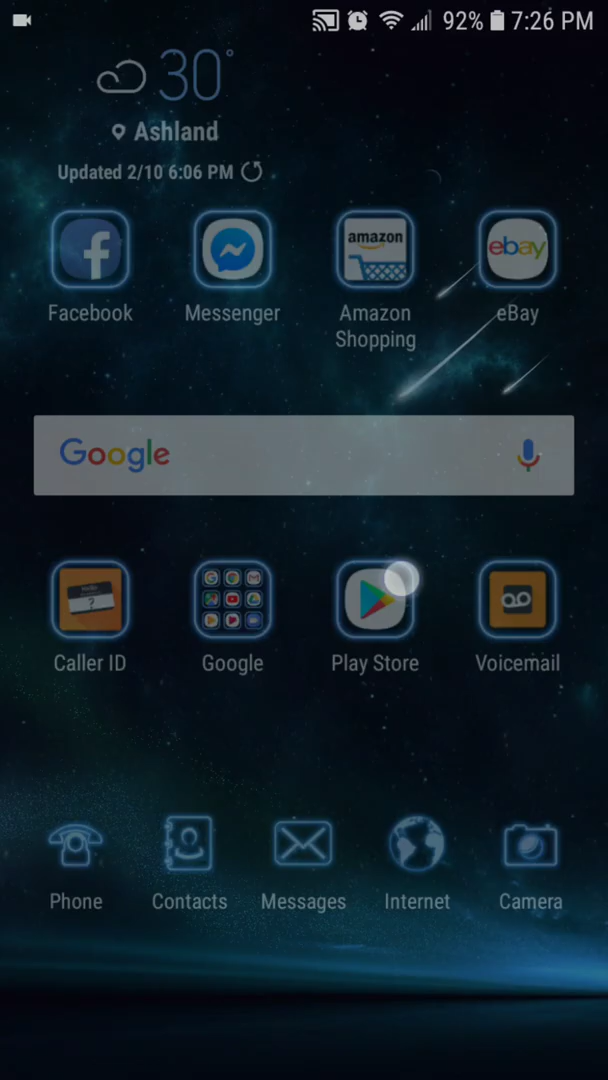 92% 7:26 PM
30°
Ashland
Updated 2/10 6:06 PM
amazon
ebay
Facebook Messenger Amazon Shopping eBay
Google
Hello
?
Caller ID Google Play Store Voicemail
Phone Contacts Messages Internet Camera